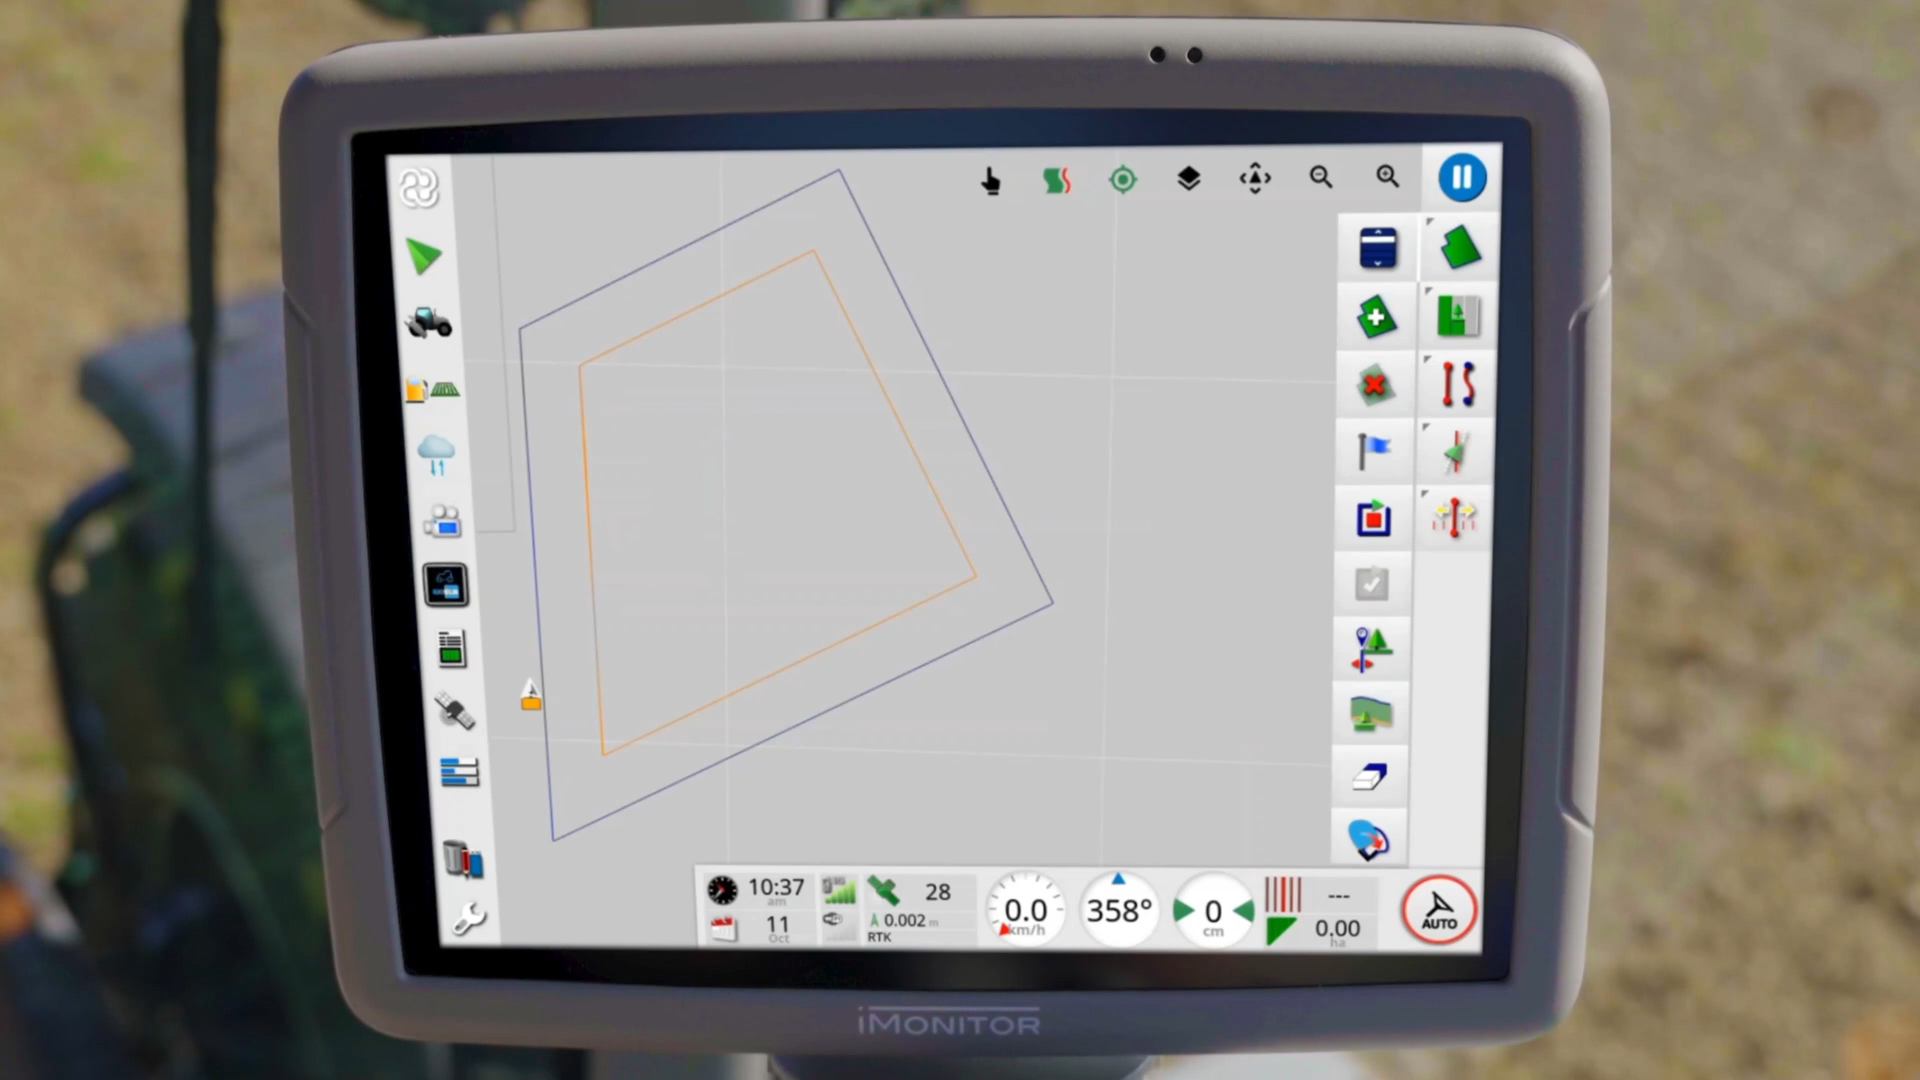 10:37
am
11
Oct
28
0.002 m
RTK
0.0
km/h
358°
0
cm
---
0.00
ha
AUTO
iMONITOR